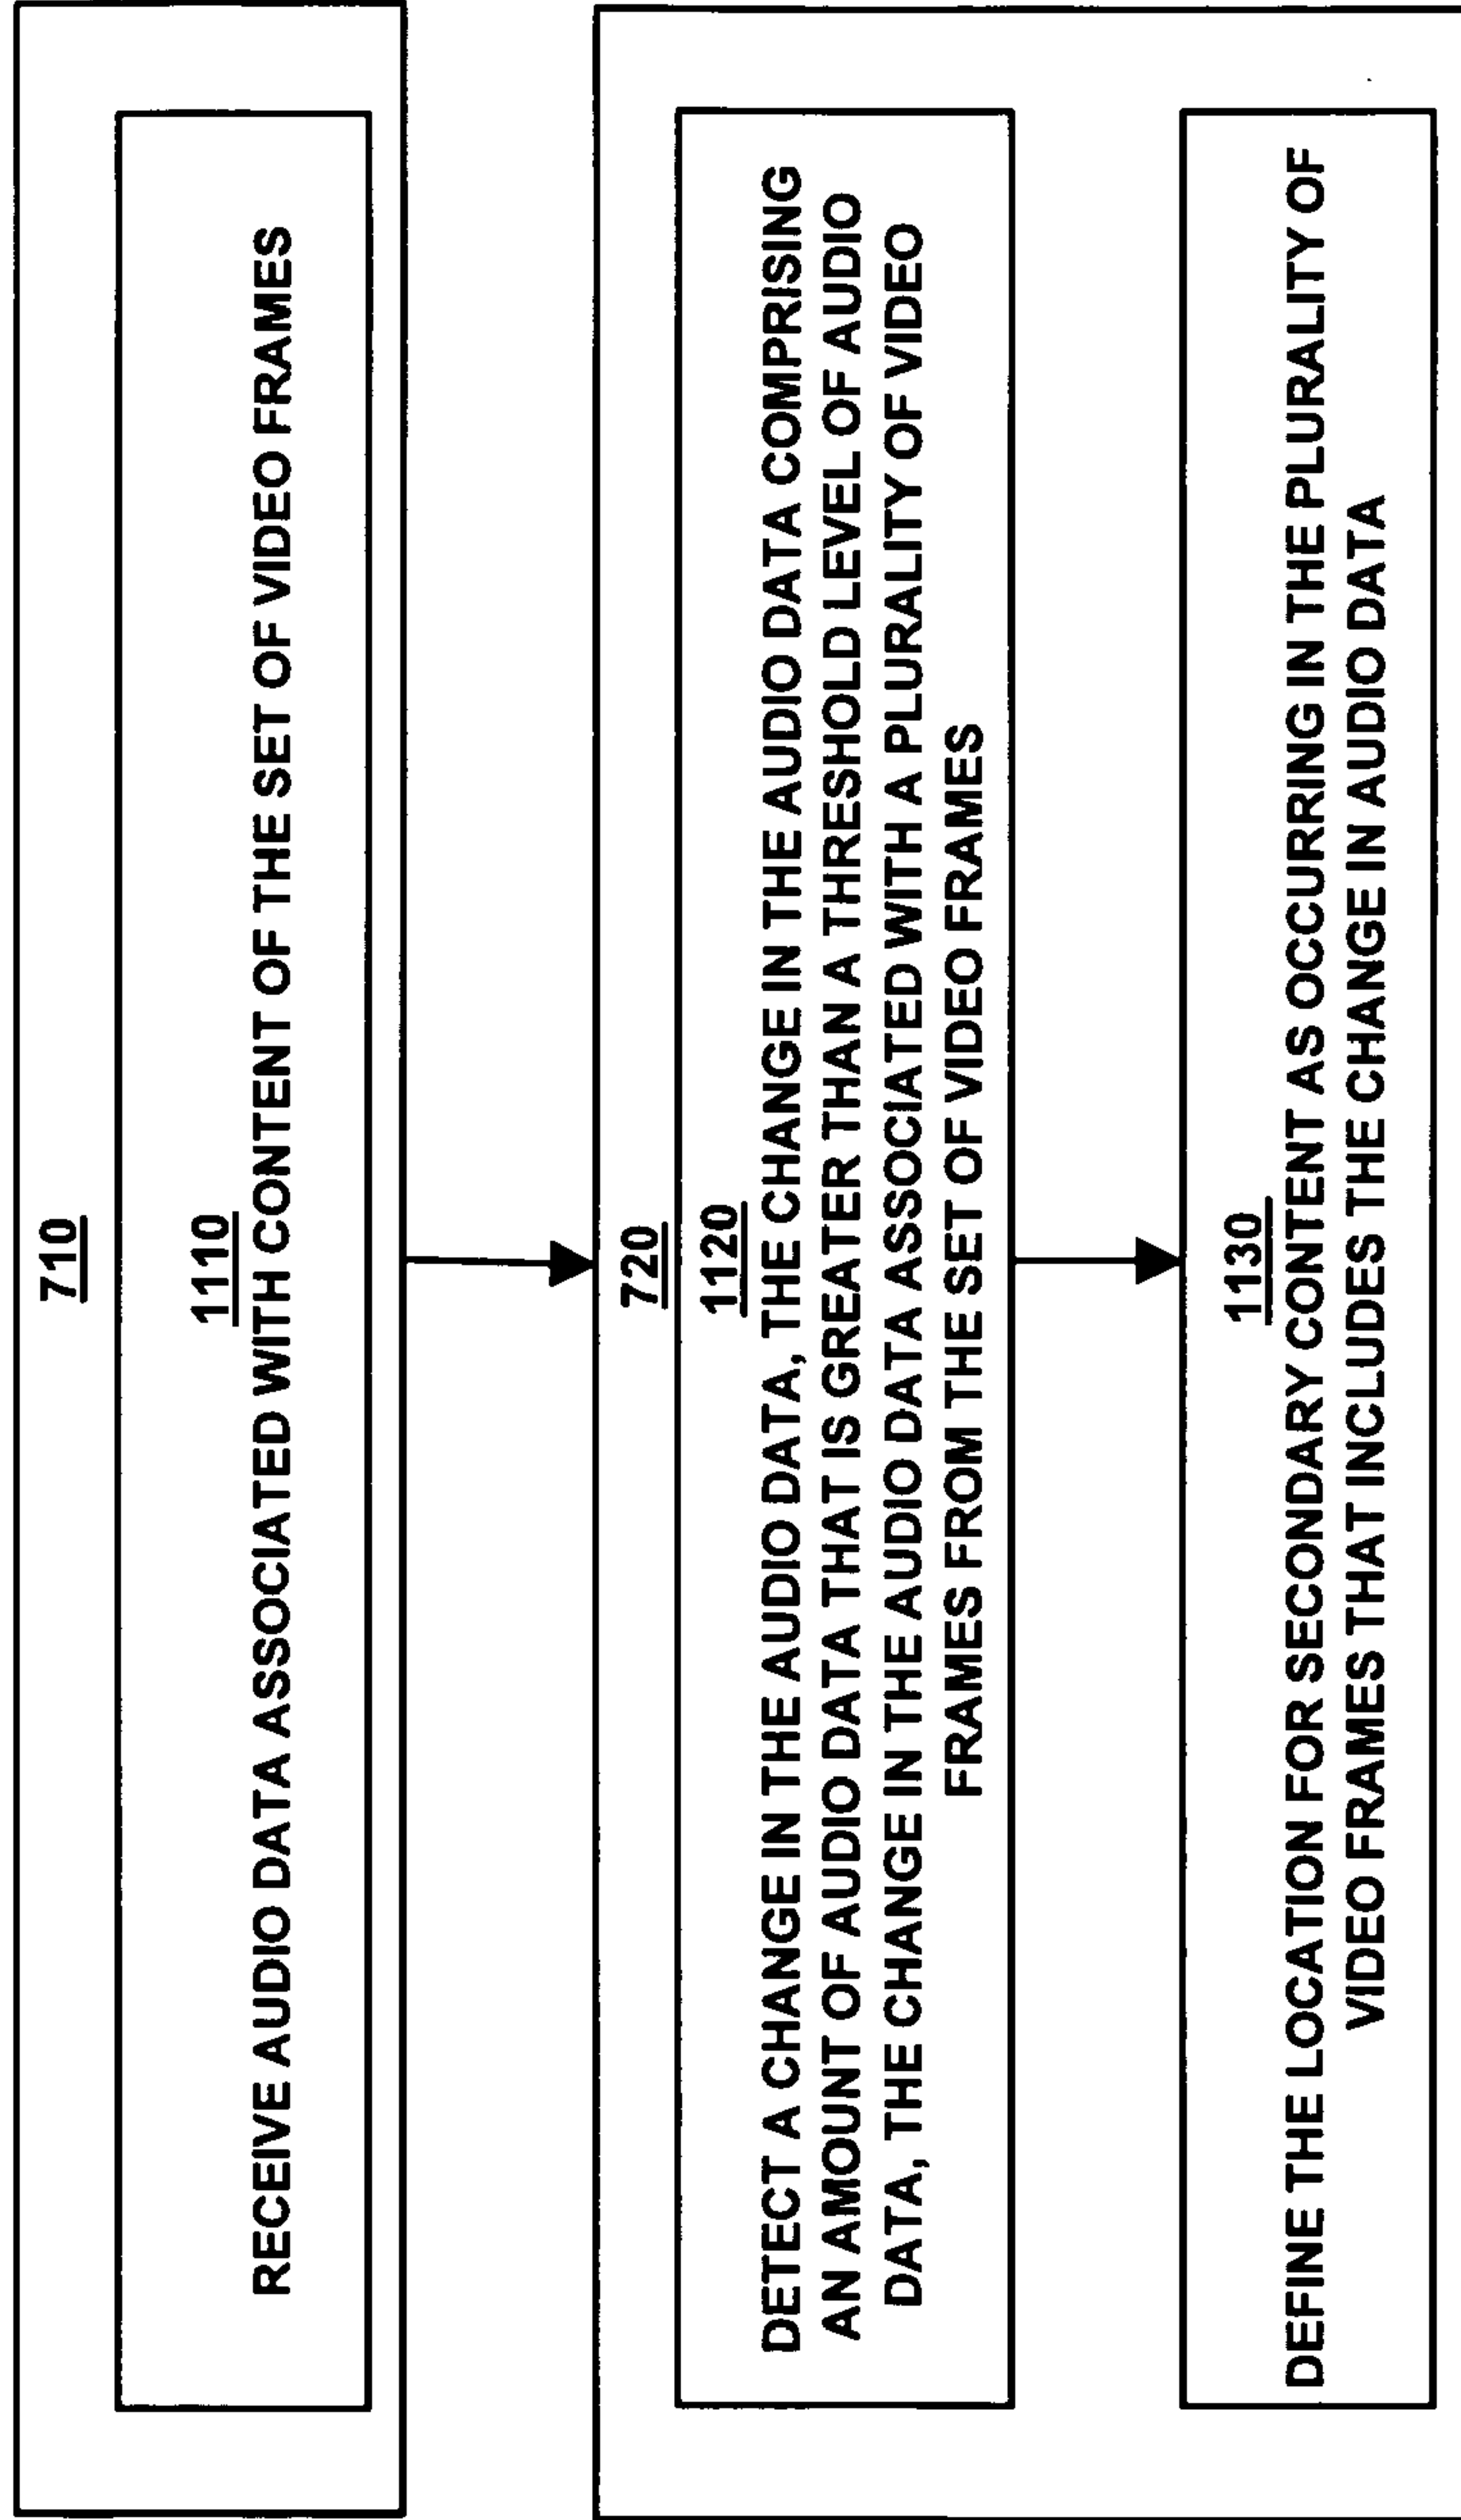 710
1110
RECEIVE AUDIO DATA ASSOCIATED WITH CONTENT OF THE SET OF VIDEO FRAMES
720
1120
DETECT A CHANGE IN THE AUDIO DATA, THE CHANGE IN THE AUDIO DATA COMPRISING
AN AMOUNT OF AUDIO DATA THAT IS GREATER THAN A THRESHOLD LEVEL OF AUDIO
DATA, THE CHANGE IN THE AUDIO DATA ASSOCIATED WITH A PLURALITY OF VIDEO
FRAMES FROM THE SET OF VIDEO FRAMES
1130
DEFINE THE LOCATION FOR SECONDARY CONTENT AS OCCURRING IN THE PLURALITY OF
VIDEO FRAMES THAT INCLUDES THE CHANGE IN AUDIO DATA